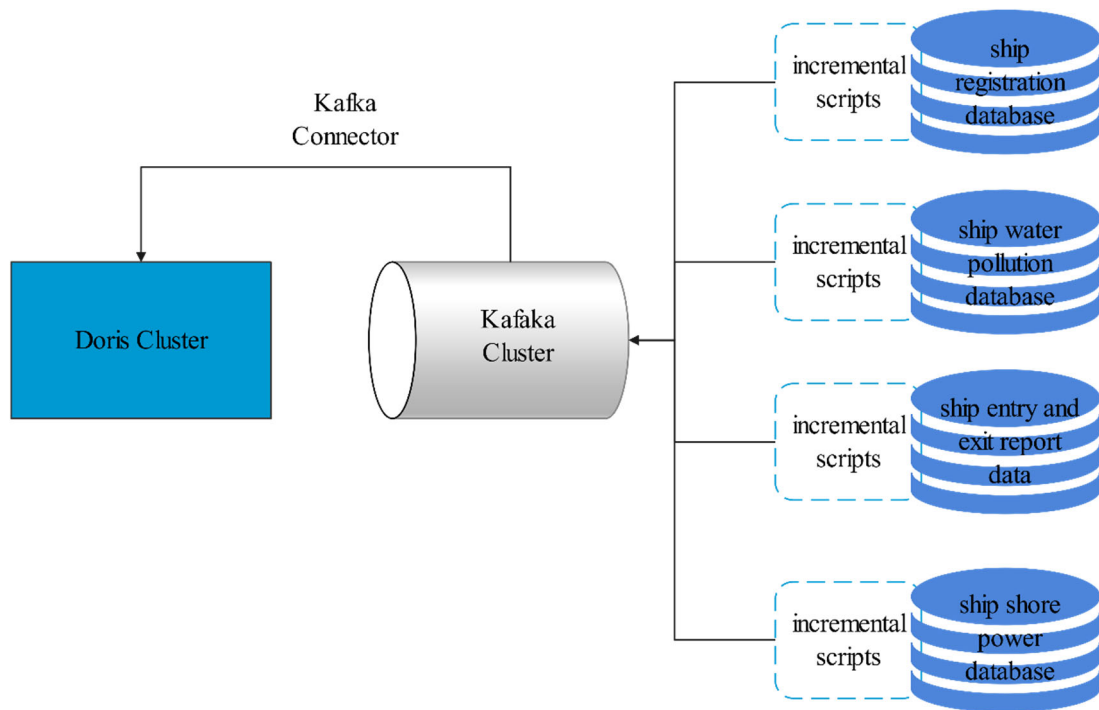 Kafka
Connector
Doris Cluster
Kafaka
Cluster
incremental
scripts
ship
registration
database
incremental
scripts
ship water
pollution
database
incremental
scripts
ship entry and
exit report
data
incremental
scripts
ship shore
power
database